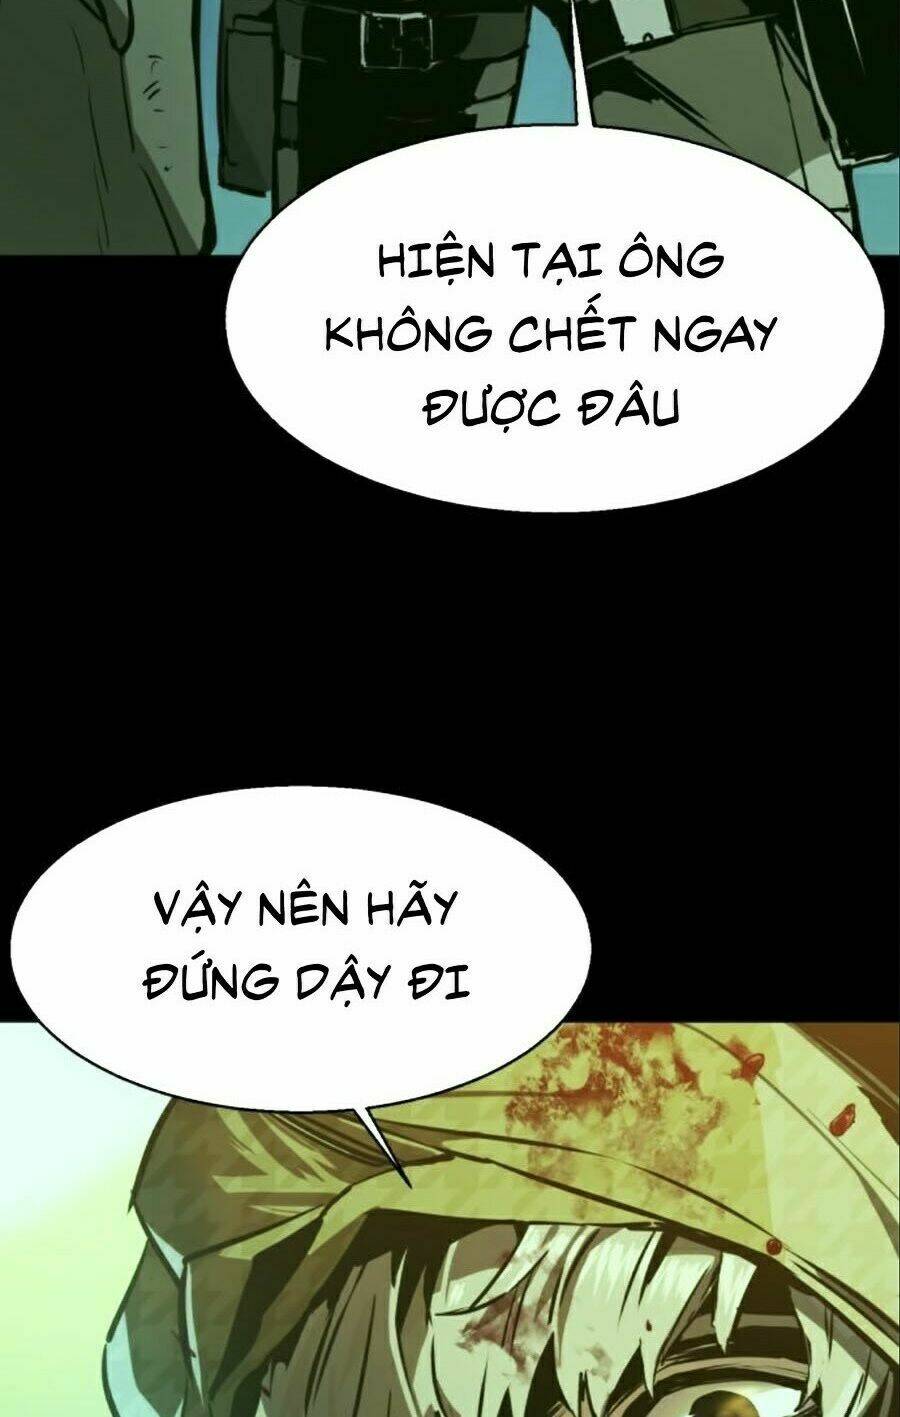 HIỆN TẠI ÔNG
KHÔNG CHẾT NGAY
ĐƯỢC ĐÂU
VẬY NÊN HÃY
ĐỨNG DẬY ĐI